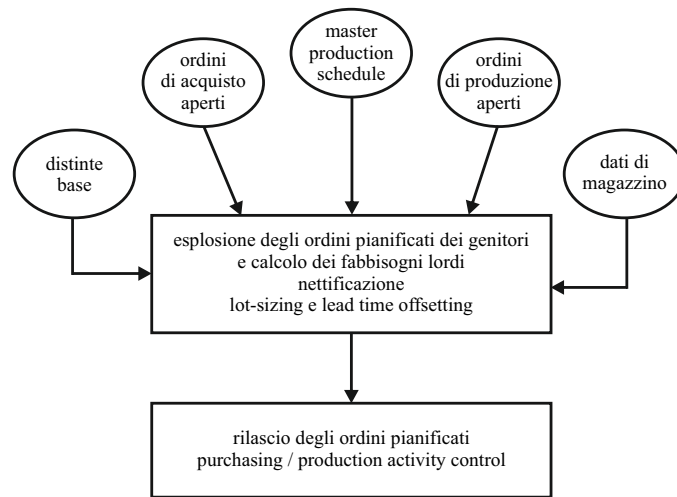 master
production
schedule
ordini
di acquisto
aperti
ordini
di produzione
aperti
distinte
base
dati di
magazzino
esplosione degli ordini pianificati dei genitori
e calcolo dei fabbisogni lordi
nettificazione
lot-sizing e lead time offsetting
rilascio degli ordini pianificati
purchasing / production activity control